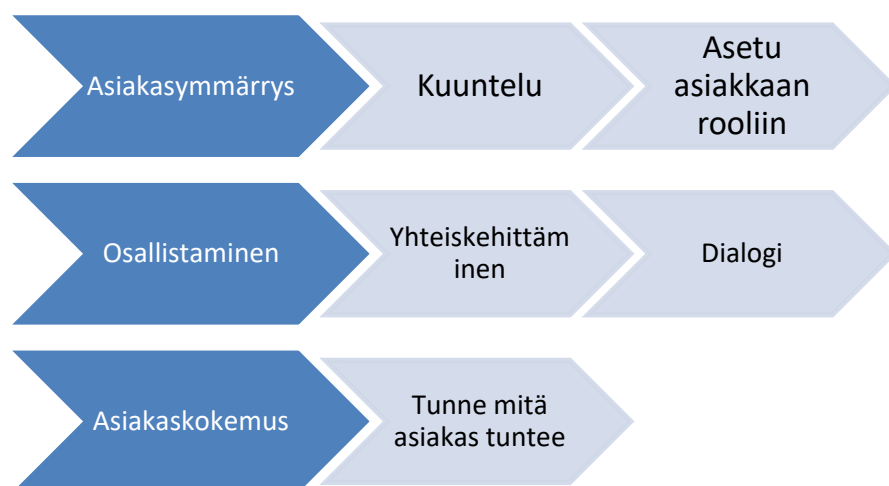 Asiakasymmärrys
Kuuntelu
Asetu
asiakkaan
rooliin
Osallistaminen
Yhteiskehittäm
inen
Dialogi
Asiakaskokemus
Tunne mitä
asiakas tuntee